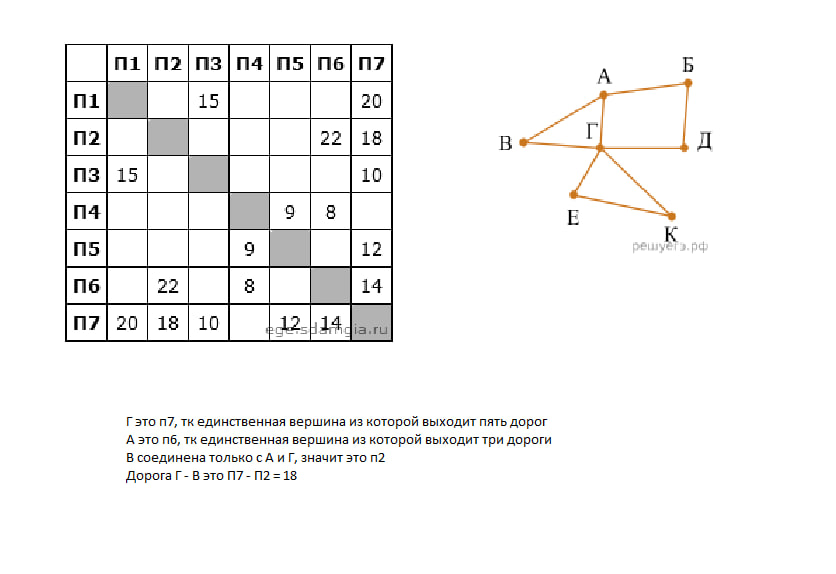 П1 П2 П3 П4 П5 П6 П7
П1 15 20
П2 22 18
П3 15 10
П4 9 8
П5 9 12
П6 22 8 14
П7 20 18 10 12 14
ege.sdamgia.ru
А Б
В Г Д
Е К
решуегэ.рф
Г это п7, тк единственная вершина из которой выходит пять дорог
А это п6, тк единственная вершина из которой выходит три дороги
В соединена только с А и Г, значит это п2
Дорога Г - В это П7 - П2 = 18